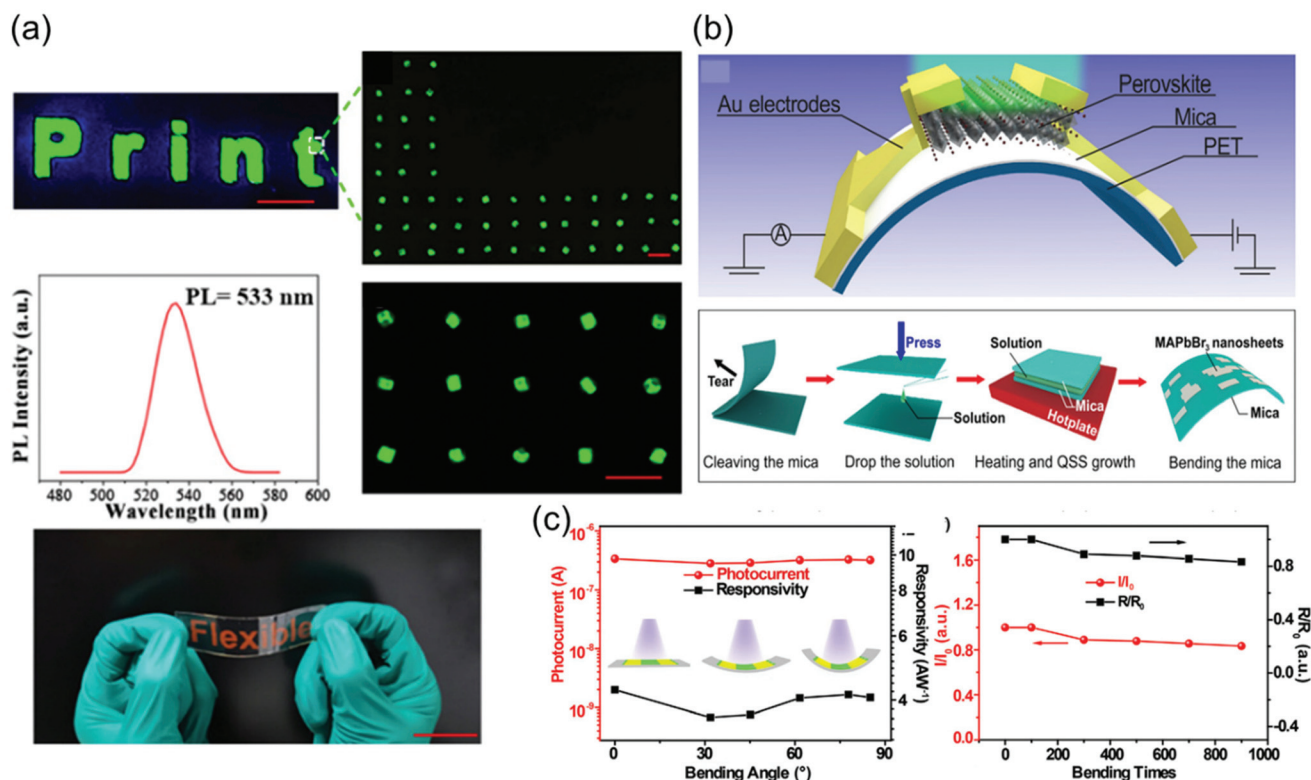 (a)
Print
PL= 533 nm
PL Intensity (a.u.)
480 500 520 540 560 580 600
Wavelength (nm)
Flexible
(b)
Au electrodes
Perovskite
Mica
PET
A
Tear
Press
Solution
Solution
Mica
Hotplate
MAPbBr₃ nanosheets
Mica
Cleaving the mica
Drop the solution
Heating and QSS growth
Bending the mica
(c)
10⁻⁶
10⁻⁷
10⁻⁸
10⁻⁹
Photocurrent (A)
Photocurrent
Responsivity
10
8
6
4
Responsivity (AW⁻¹)
0 30 60 90
Bending Angle (°)
)
1.6
1.2
0.8
0.4
0.0
I/I₀ (a.u.)
I/I₀
R/R₀
0.8
0.4
0.0
-0.4
R/R₀ (a.u.)
0 200 400 600 800 1000
Bending Times